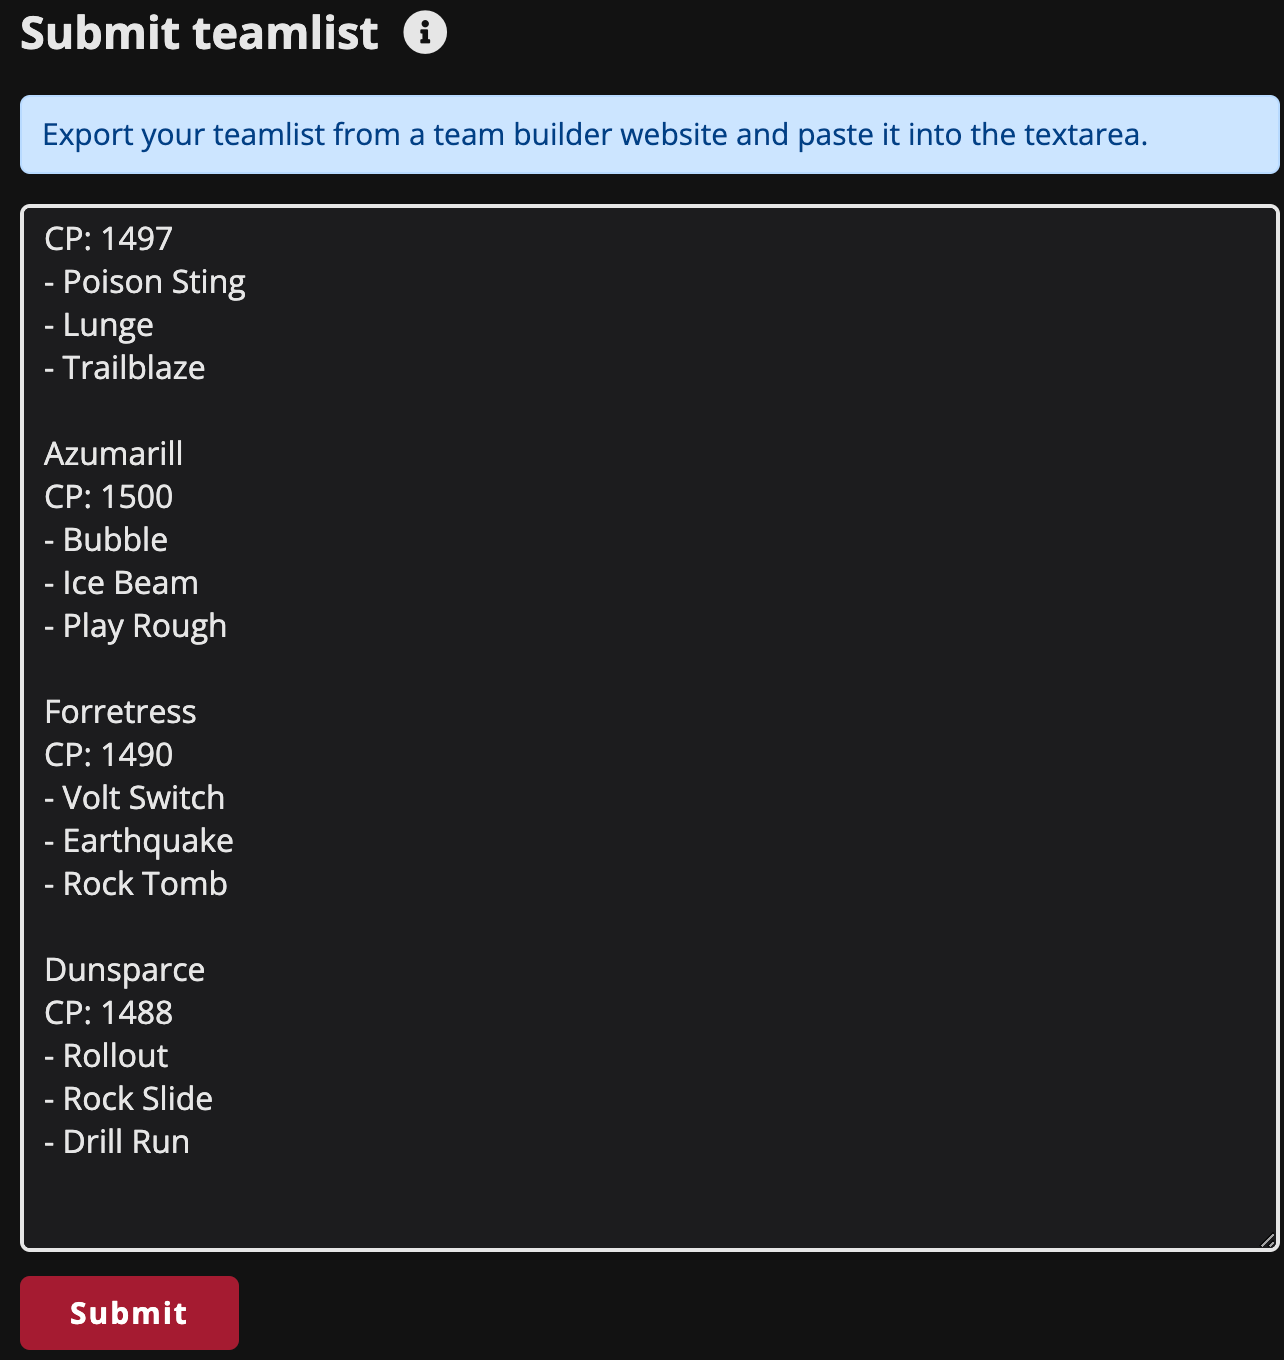 Submit teamlist
Export your teamlist from a team builder website and paste it into the textarea.
CP: 1497
- Poison Sting
- Lunge
- Trailblaze
Azumarill
CP: 1500
- Bubble
- Ice Beam
- Play Rough
Forretress
CP: 1490
- Volt Switch
- Earthquake
- Rock Tomb
Dunsparce
CP: 1488
- Rollout
- Rock Slide
- Drill Run
Submit